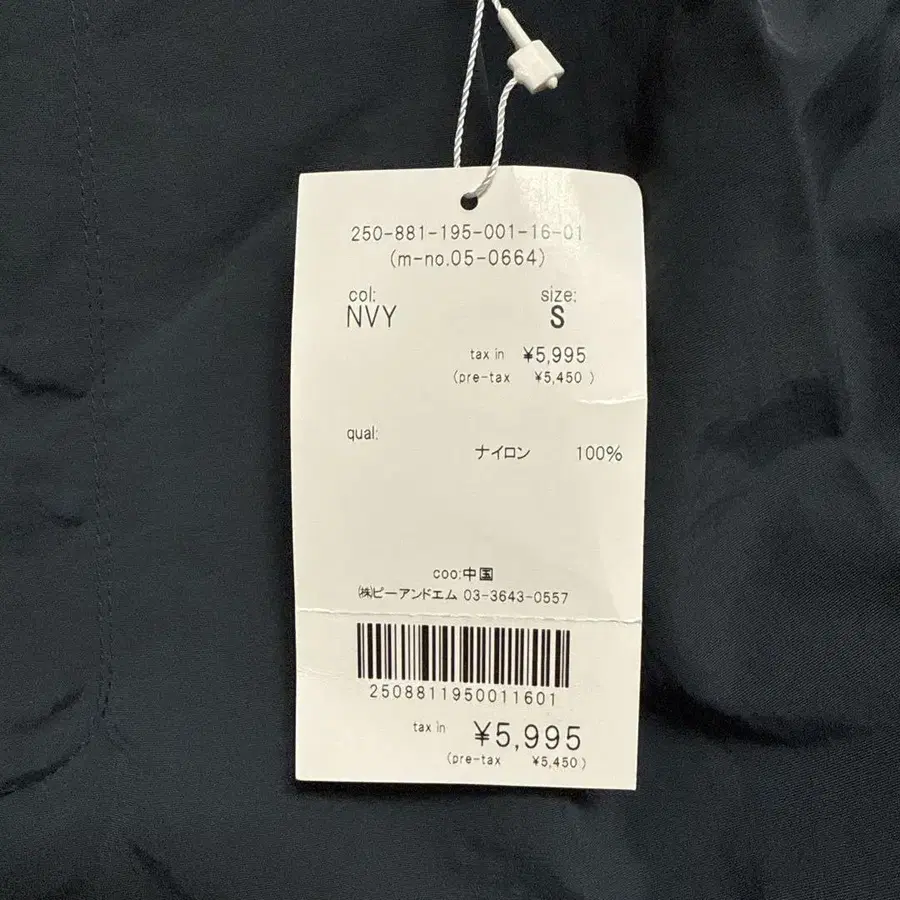 250-881-195-001-16-01
(m-no.05-0664)
col: size:
NVY S
tax in ¥5,995
(pre-tax ¥5,450 )
qual:
ナイロン 100%
coo:中国
㈱ピーアンドエム 03-3643-0557
2508811950011601
tax in ¥5,995
(pre-tax ¥5,450 )